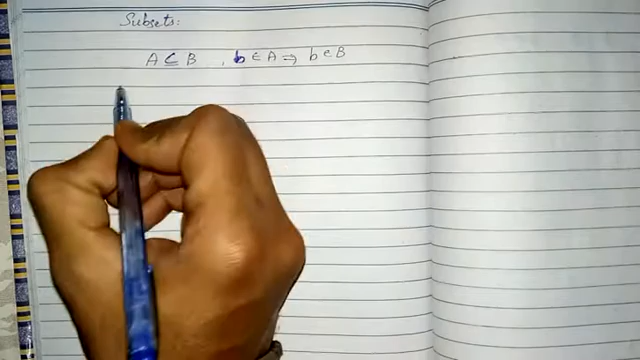 Subsets:
A ⊆ B , b ∈ A → b ∈ B